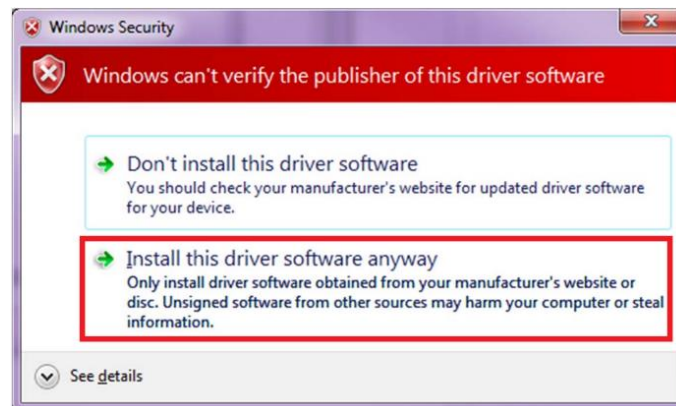 Windows Security
Windows can't verify the publisher of this driver software
Don't install this driver software
You should check your manufacturer's website for updated driver software
for your device.
Install this driver software anyway
Only install driver software obtained from your manufacturer's website or
disc. Unsigned software from other sources may harm your computer or steal
information.
See details